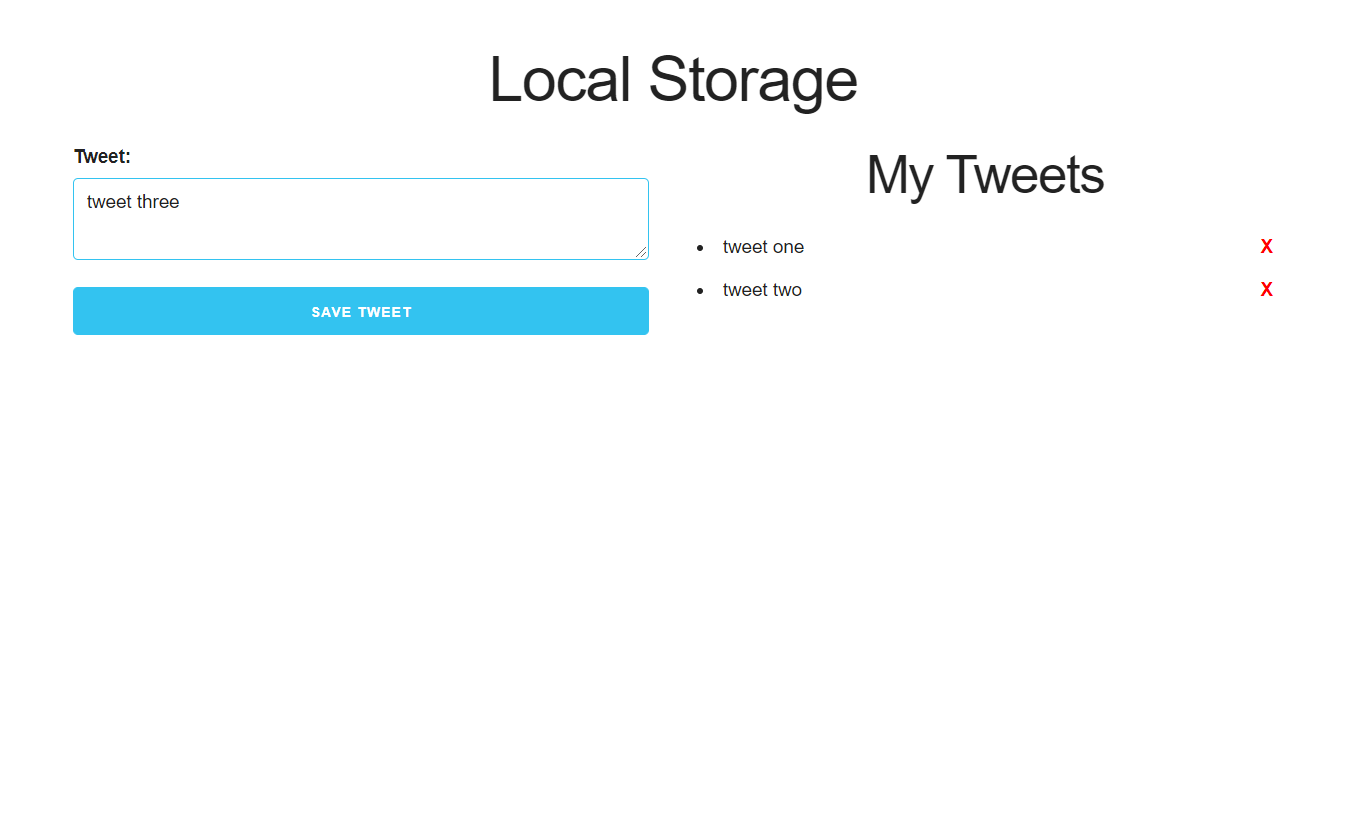 Local Storage
Tweet:
tweet three
SAVE TWEET
My Tweets
tweet one X
tweet two X